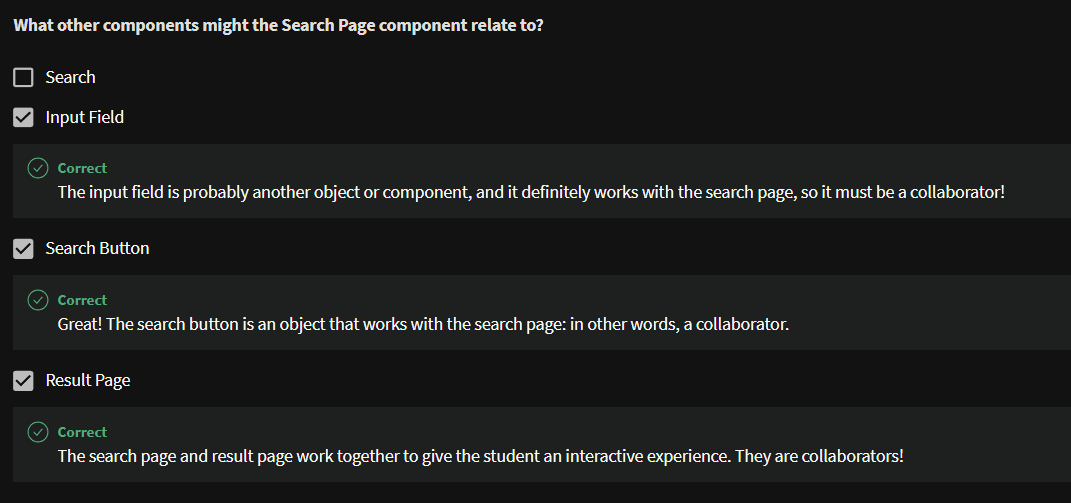 What other components might the Search Page component relate to?
Search
Input Field
Correct
The input field is probably another object or component, and it definitely works with the search page, so it must be a collaborator!
Search Button
Correct
Great! The search button is an object that works with the search page: in other words, a collaborator.
Result Page
Correct
The search page and result page work together to give the student an interactive experience. They are collaborators!